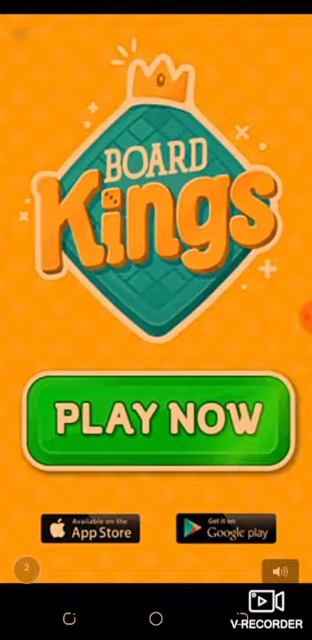 BOARD
Kings
PLAY NOW
Available on the
App Store
Get it on
Google play
2
V-RECORDER